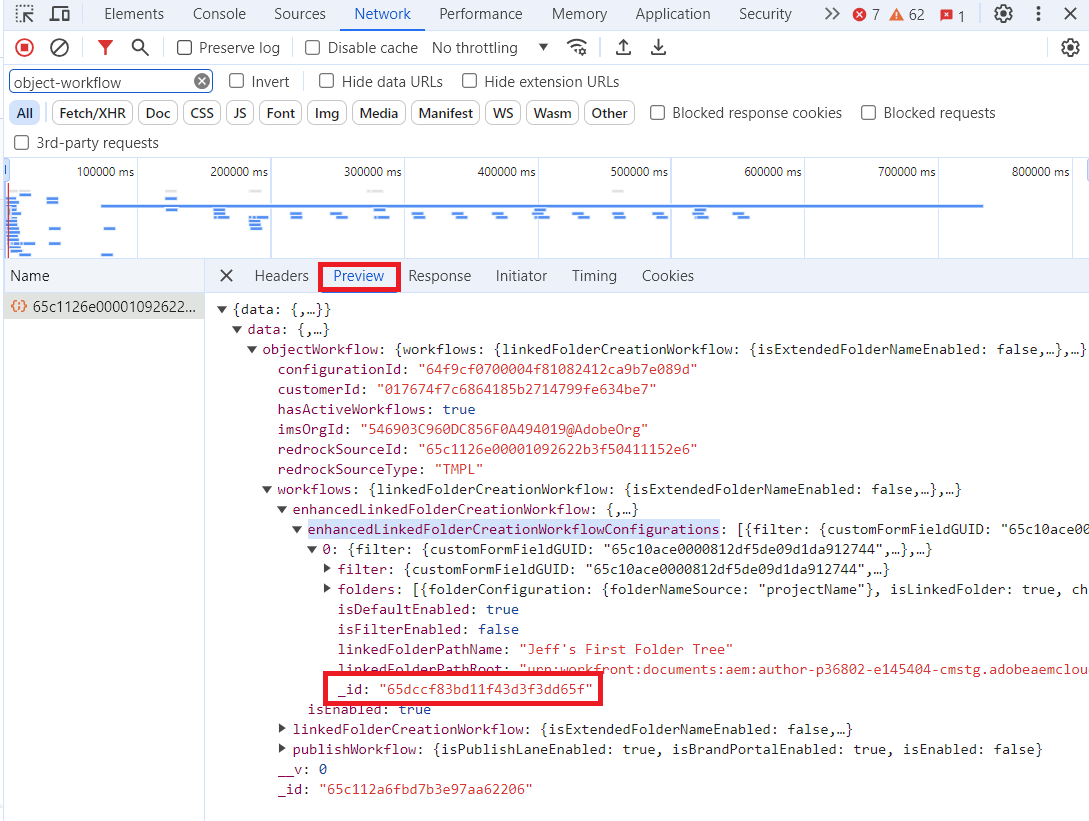 Elements Console Sources Network Performance Memory Application Security 7 62 1
Preserve log Disable cache No throttling
object-workflow Invert Hide data URLs Hide extension URLs
All Fetch/XHR Doc CSS JS Font Img Media Manifest WS Wasm Other Blocked response cookies Blocked requests
3rd-party requests
100000 ms 200000 ms 300000 ms 400000 ms 500000 ms 600000 ms 700000 ms 800000 ms
Name Headers Preview Response Initiator Timing Cookies
65c1126e00001092622...
{data: {,…}}
data: {,…}
objectWorkflow: {workflows: {linkedFolderCreationWorkflow: {isExtendedFolderNameEnabled: false,…},…}
configurationId: "64f9cf0700004f81082412ca9b7e089d"
customerId: "017674f7c6864185b2714799fe634be7"
hasActiveWorkflows: true
imsOrgId: "546903C960DC856F0A494019@AdobeOrg"
redrockSourceId: "65c1126e00001092622b3f50411152e6"
redrockSourceType: "TMPL"
workflows: {linkedFolderCreationWorkflow: {isExtendedFolderNameEnabled: false,…},…}
enhancedLinkedFolderCreationWorkflow: {,…}
enhancedLinkedFolderCreationWorkflowConfigurations: [{filter: {customFormFieldGUID: "65c10ace00
0: {filter: {customFormFieldGUID: "65c10ace0000812df5de09d1da912744",…},…}
filter: {customFormFieldGUID: "65c10ace0000812df5de09d1da912744",…}
folders: [{folderConfiguration: {folderNameSource: "projectName"}, isLinkedFolder: true, ch
isDefaultEnabled: true
isFilterEnabled: false
linkedFolderPathName: "Jeff's First Folder Tree"
linkedFolderPathRoot: "urn:workfront:documents:aem:author-p36802-e145404-cmstg.adobeaemclou
_id: "65dccf83bd11f43d3f3dd65f"
isEnabled: true
linkedFolderCreationWorkflow: {isExtendedFolderNameEnabled: false,…}
publishWorkflow: {isPublishLaneEnabled: true, isBrandPortalEnabled: true, isEnabled: false}
__v: 0
_id: "65c112a6fbd7b3e97aa62206"